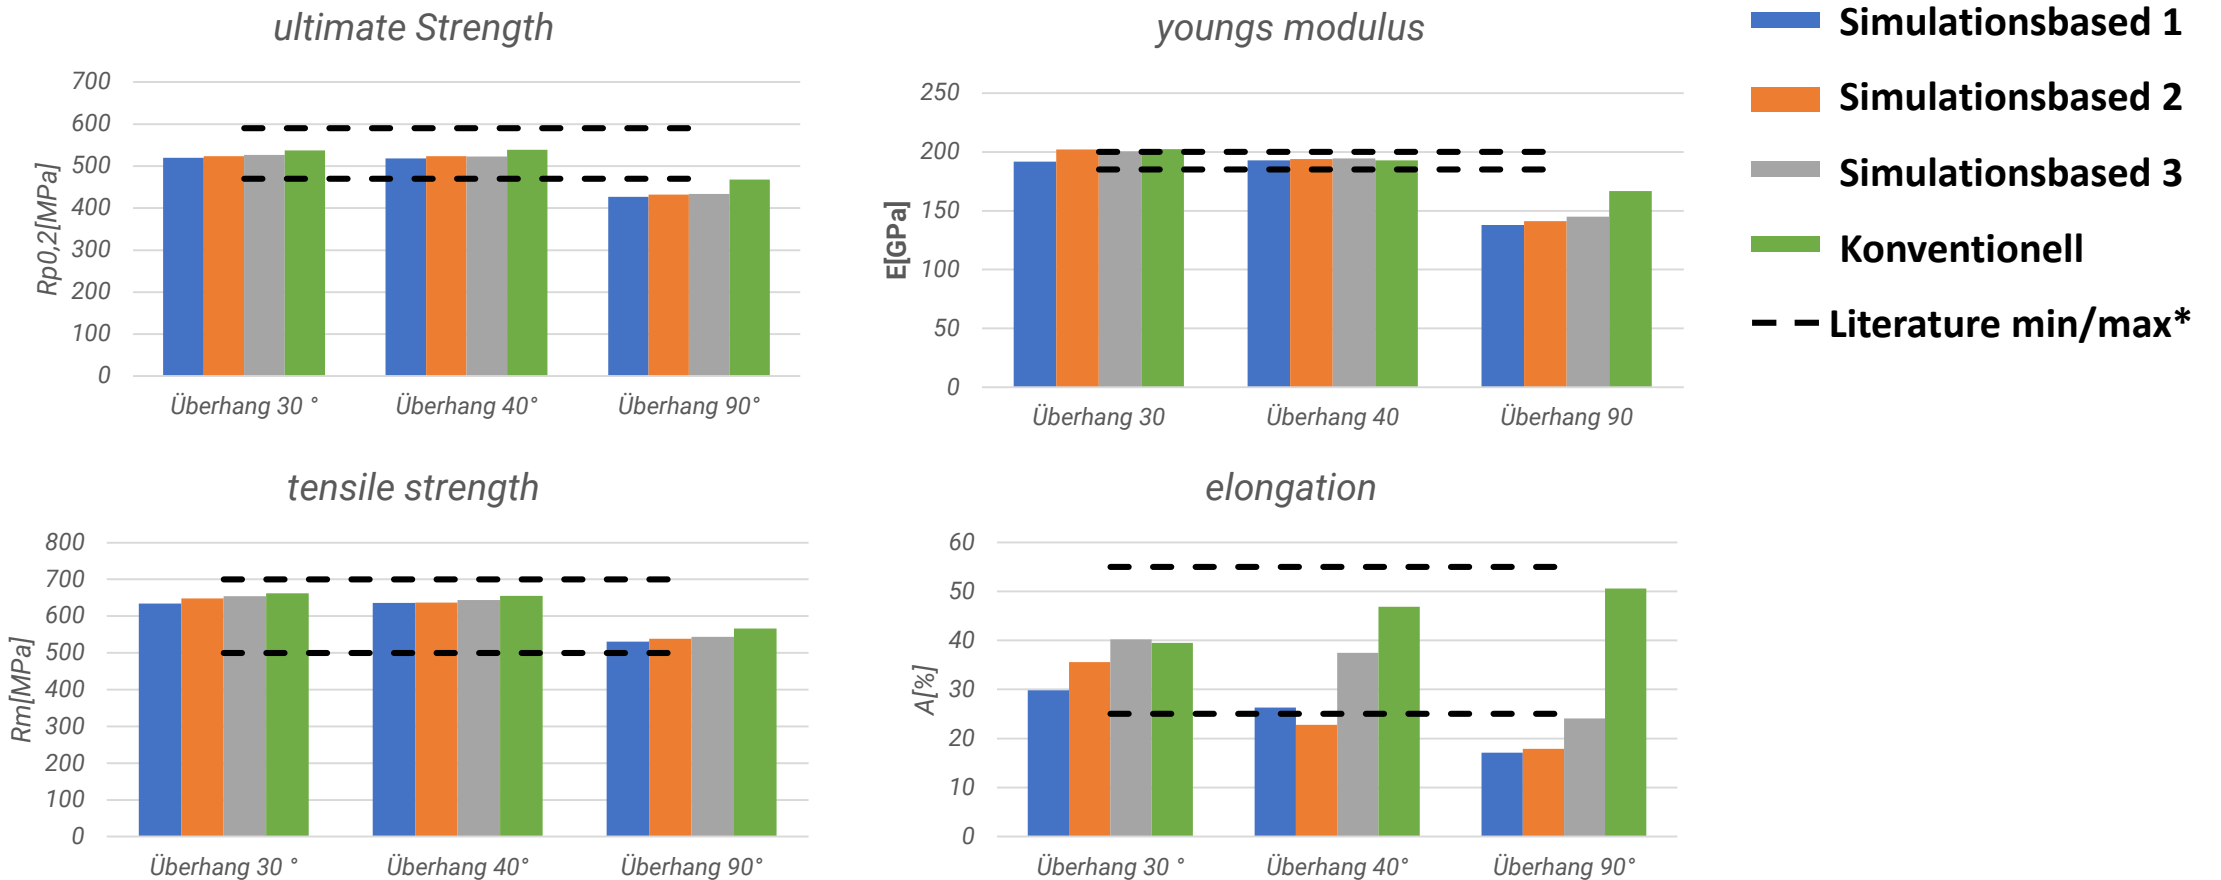 ultimate Strength
700
600
500
400
300
200
100
0
Rp0,2[MPa]
Überhang 30 °
Überhang 40°
Überhang 90°
youngs modulus
250
200
150
100
50
0
E[GPa]
Überhang 30
Überhang 40
Überhang 90
Simulationsbased 1
Simulationsbased 2
Simulationsbased 3
Konventionell
Literature min/max*
tensile strength
800
700
600
500
400
300
200
100
0
Rm[MPa]
Überhang 30 °
Überhang 40°
Überhang 90°
elongation
60
50
40
30
20
10
0
A[%]
Überhang 30 °
Überhang 40°
Überhang 90°